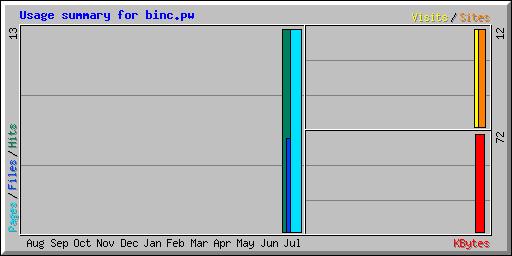 Usage summary for binc.pw
Visits / Sites
13
12
72
Pages / Files / Hits
Aug Sep Oct Nov Dec Jan Feb Mar Apr May Jun Jul
KBytes